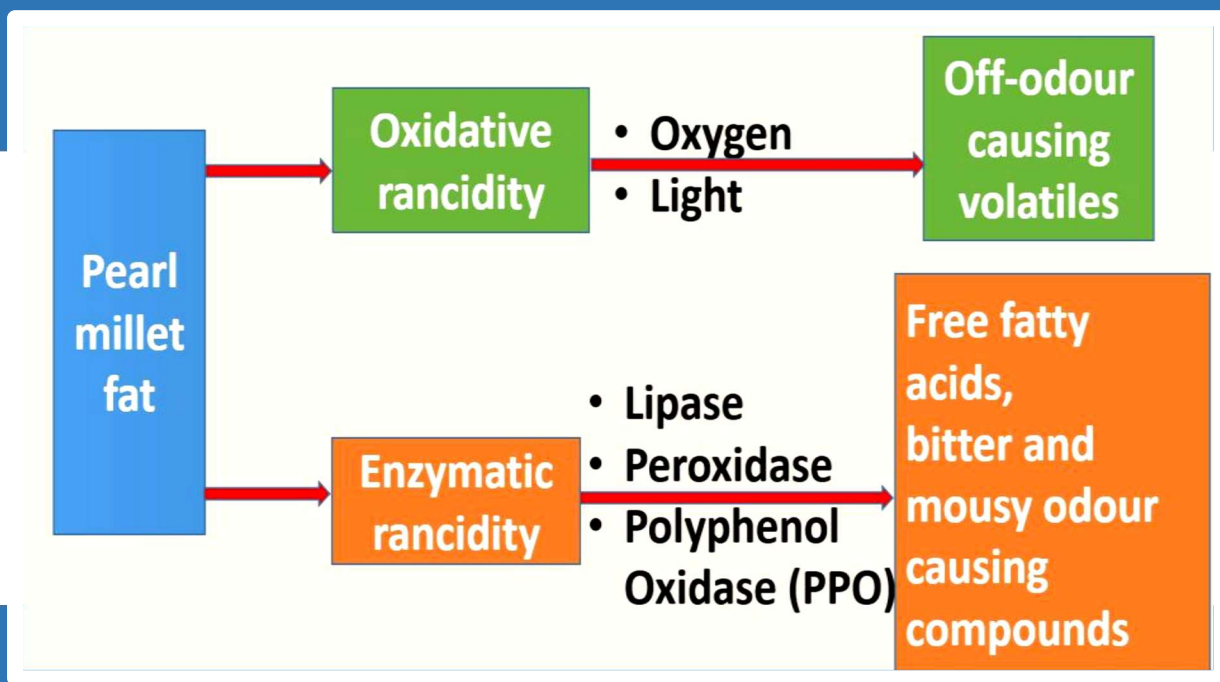 Pearl
millet
fat
Oxidative
rancidity
• Oxygen
• Light
Off-odour
causing
volatiles
Enzymatic
rancidity
• Lipase
• Peroxidase
• Polyphenol
Oxidase (PPO)
Free fatty
acids,
bitter and
mousy odour
causing
compounds